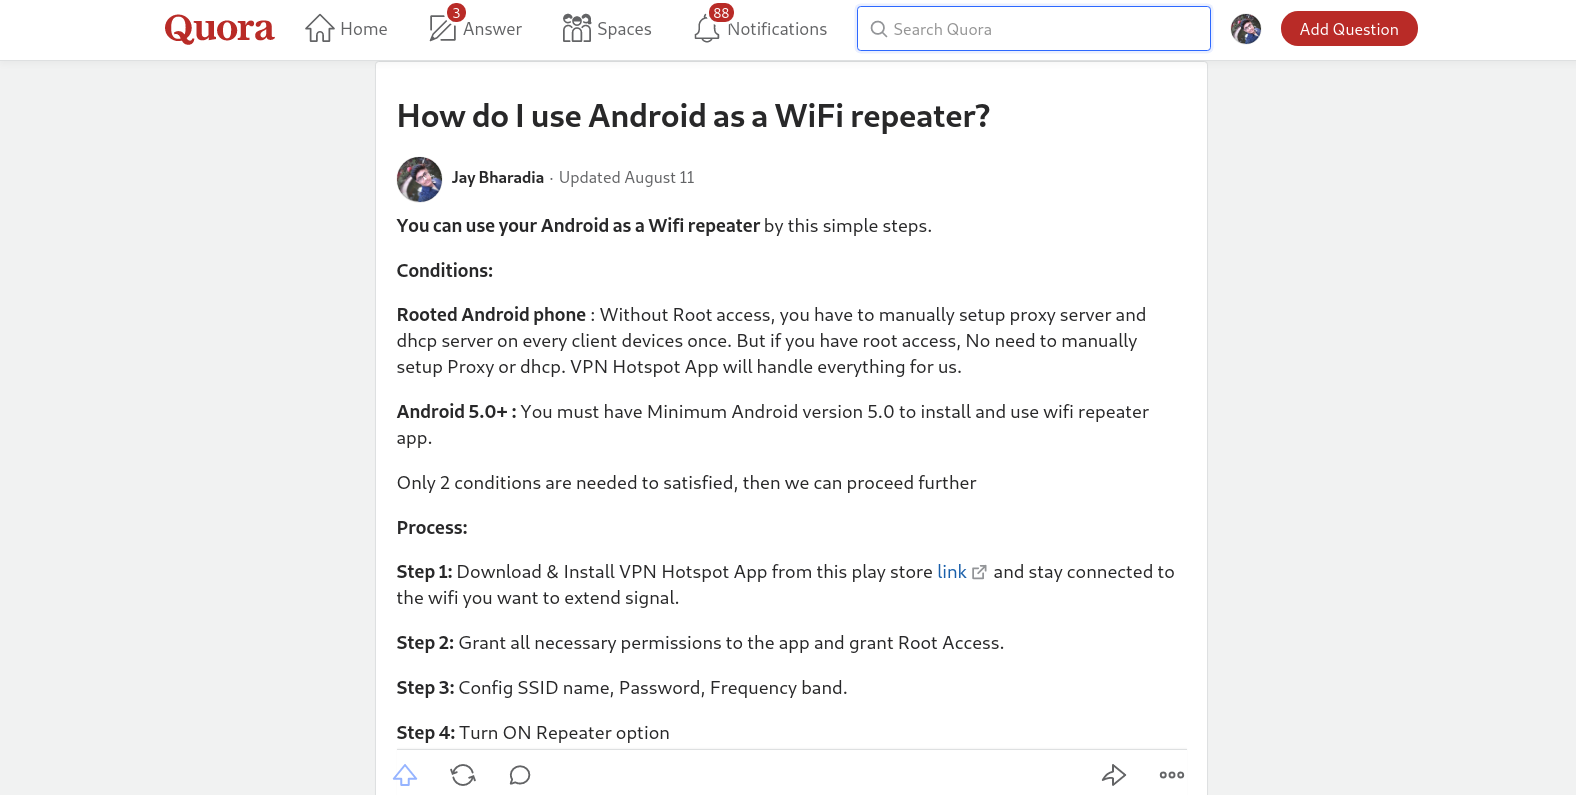 Quora
Home
3
Answer
Spaces
88
Notifications
Search Quora
Add Question
How do I use Android as a WiFi repeater?
Jay Bharadia · Updated August 11
You can use your Android as a Wifi repeater by this simple steps.
Conditions:
Rooted Android phone : Without Root access, you have to manually setup proxy server and
dhcp server on every client devices once. But if you have root access, No need to manually
setup Proxy or dhcp. VPN Hotspot App will handle everything for us.
Android 5.0+ : You must have Minimum Android version 5.0 to install and use wifi repeater
app.
Only 2 conditions are needed to satisfied, then we can proceed further
Process:
Step 1: Download & Install VPN Hotspot App from this play store link and stay connected to
the wifi you want to extend signal.
Step 2: Grant all necessary permissions to the app and grant Root Access.
Step 3: Config SSID name, Password, Frequency band.
Step 4: Turn ON Repeater option